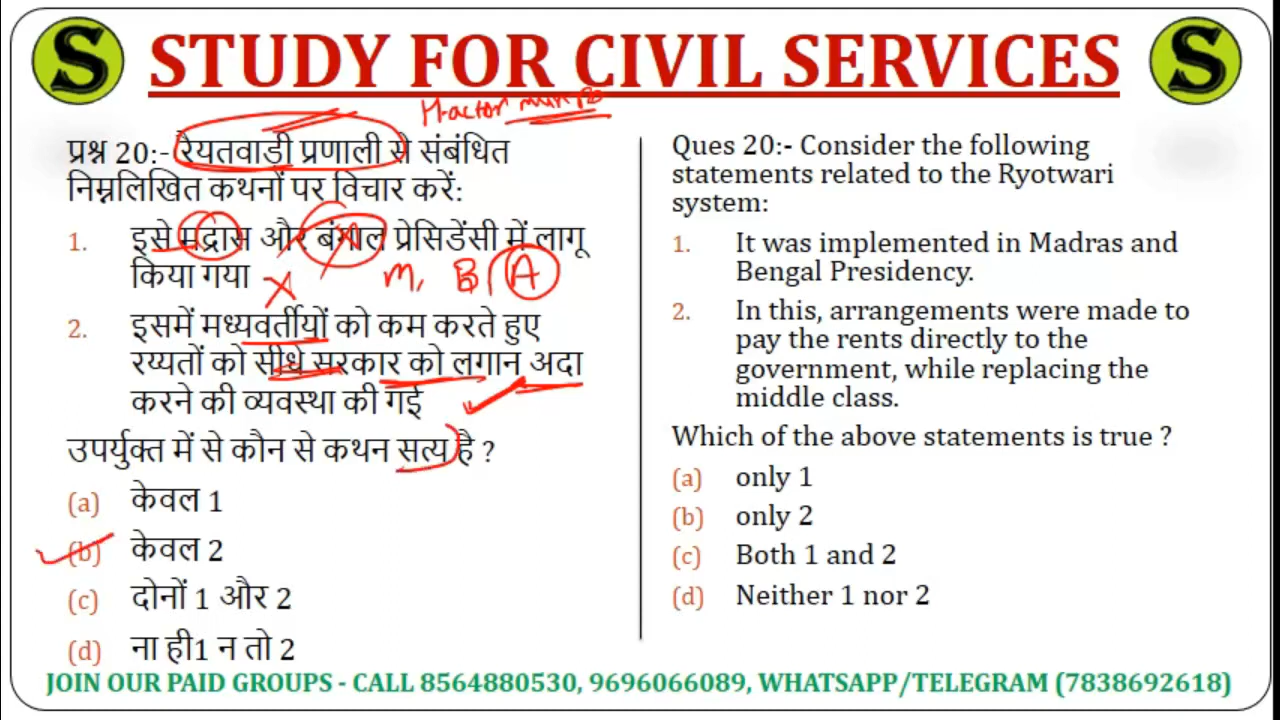 S
STUDY FOR CIVIL SERVICES
S
प्रश्न 20:- रैयतवाड़ी प्रणाली से संबंधित
निम्नलिखित कथनों पर विचार करें:
1. इसे मद्रास और बंगाल प्रेसिडेंसी में लागू
किया गया
M, B, A
2. इसमें मध्यवर्तीयों को कम करते हुए
रय्यतों को सीधे सरकार को लगान अदा
करने की व्यवस्था की गई
उपर्युक्त में से कौन से कथन सत्य है ?
(a) केवल 1
(b) केवल 2
(c) दोनों 1 और 2
(d) ना ही1 न तो 2
Ques 20:- Consider the following
statements related to the Ryotwari
system:
1. It was implemented in Madras and
Bengal Presidency.
2. In this, arrangements were made to
pay the rents directly to the
government, while replacing the
middle class.
Which of the above statements is true ?
(a) only 1
(b) only 2
(c) Both 1 and 2
(d) Neither 1 nor 2
JOIN OUR PAID GROUPS - CALL 8564880530, 9696066089, WHATSAPP/TELEGRAM (7838692618)